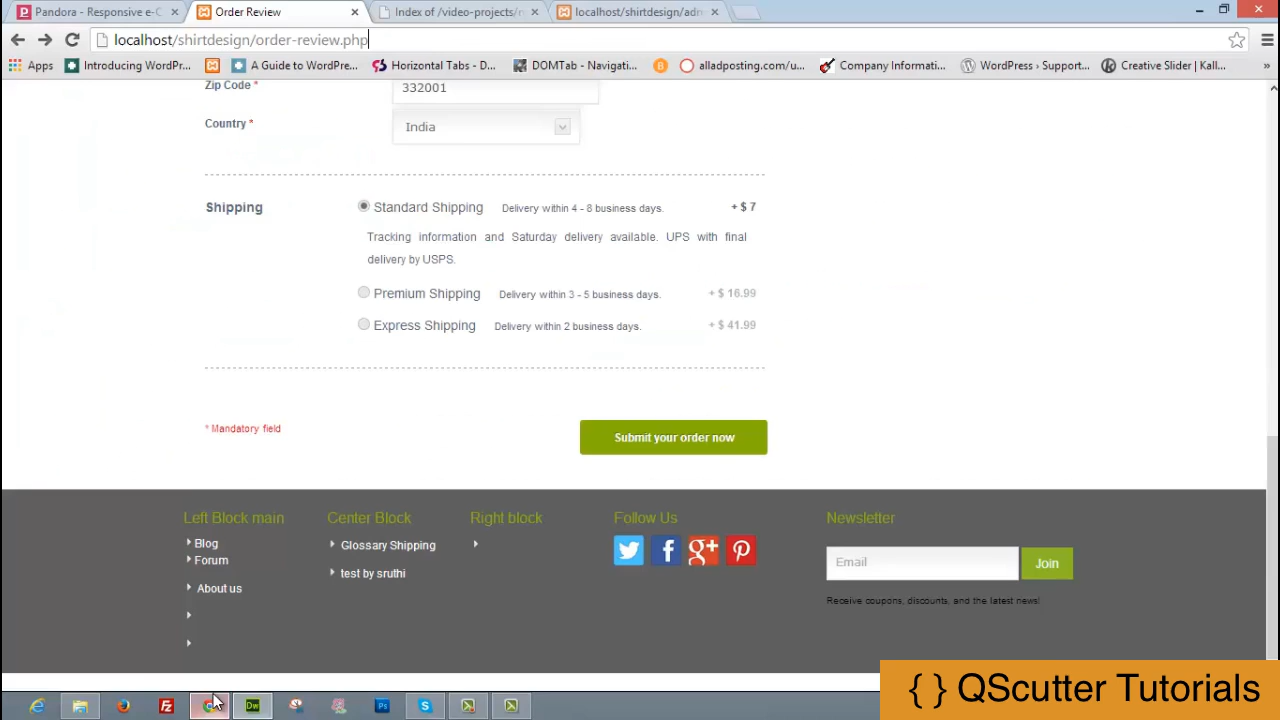 Pandora - Responsive e-C
Order Review
Index of /video-projects/
localhost/shirtdesign/adm
localhost/shirtdesign/order-review.php
Apps
Introducing WordPr...
A Guide to WordPre...
Horizontal Tabs - D...
DOMTab - Navigati...
alladposting.com/u...
Company Informati...
WordPress › Support...
Creative Slider | Kall...
»
Zip Code *
332001
Country *
India
Shipping
Standard Shipping Delivery within 4 - 8 business days. + $ 7
Tracking information and Saturday delivery available. UPS with final
delivery by USPS.
Premium Shipping Delivery within 3 - 5 business days. + $ 16.99
Express Shipping Delivery within 2 business days. + $ 41.99
* Mandatory field
Submit your order now
Left Block main
Blog
Forum
About us
Center Block
Glossary Shipping
test by sruthi
Right block
Follow Us
Newsletter
Email
Join
Receive coupons, discounts, and the latest news!
Fz
Dw
Ps
{ } QScutter Tutorials